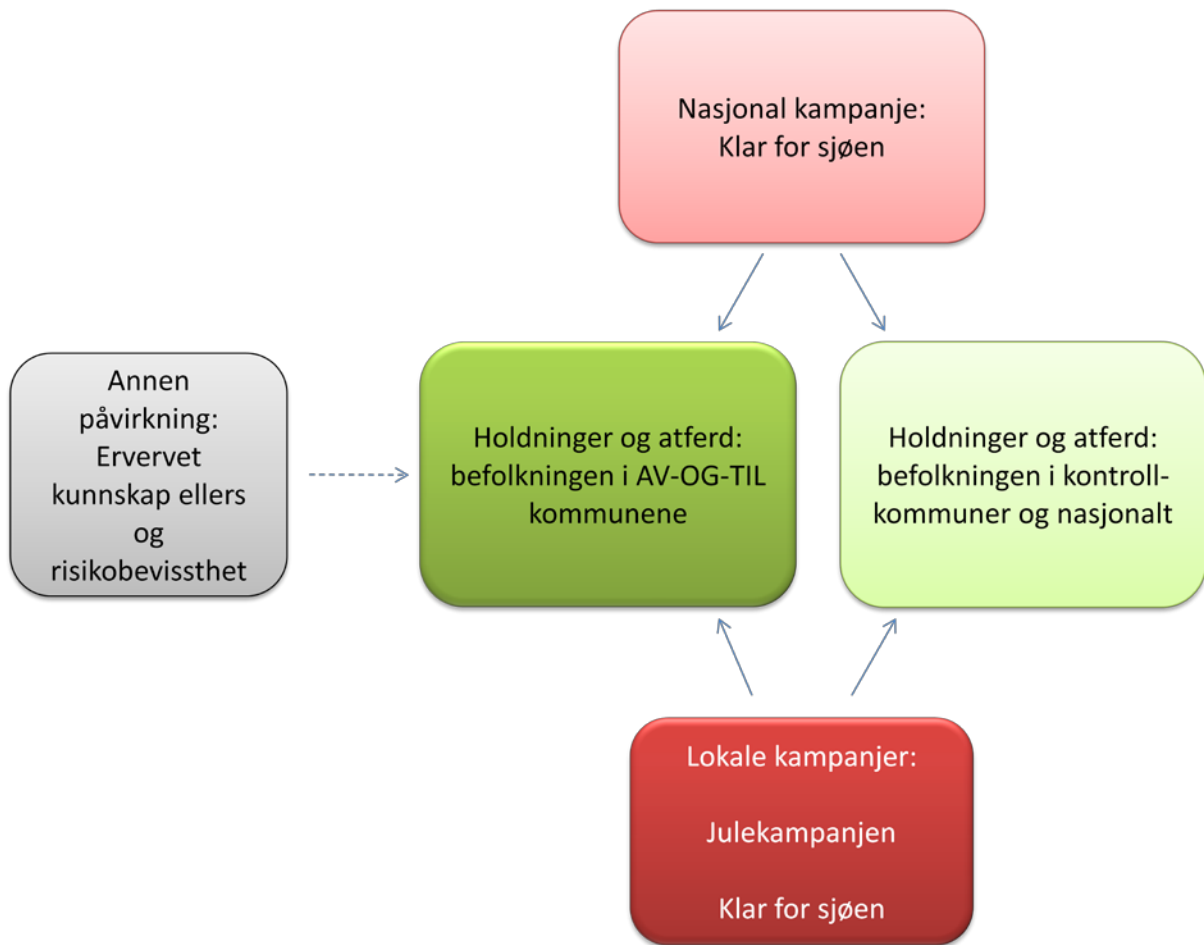 Nasjonal kampanje:
Klar for sjøen
Annen
påvirkning:
Ervervet
kunnskap ellers
og
risikobevissthet
Holdninger og atferd:
befolkningen i AV-OG-TIL
kommunene
Holdninger og atferd:
befolkningen i kontroll-
kommuner og nasjonalt
Lokale kampanjer:
Julekampanjen
Klar for sjøen